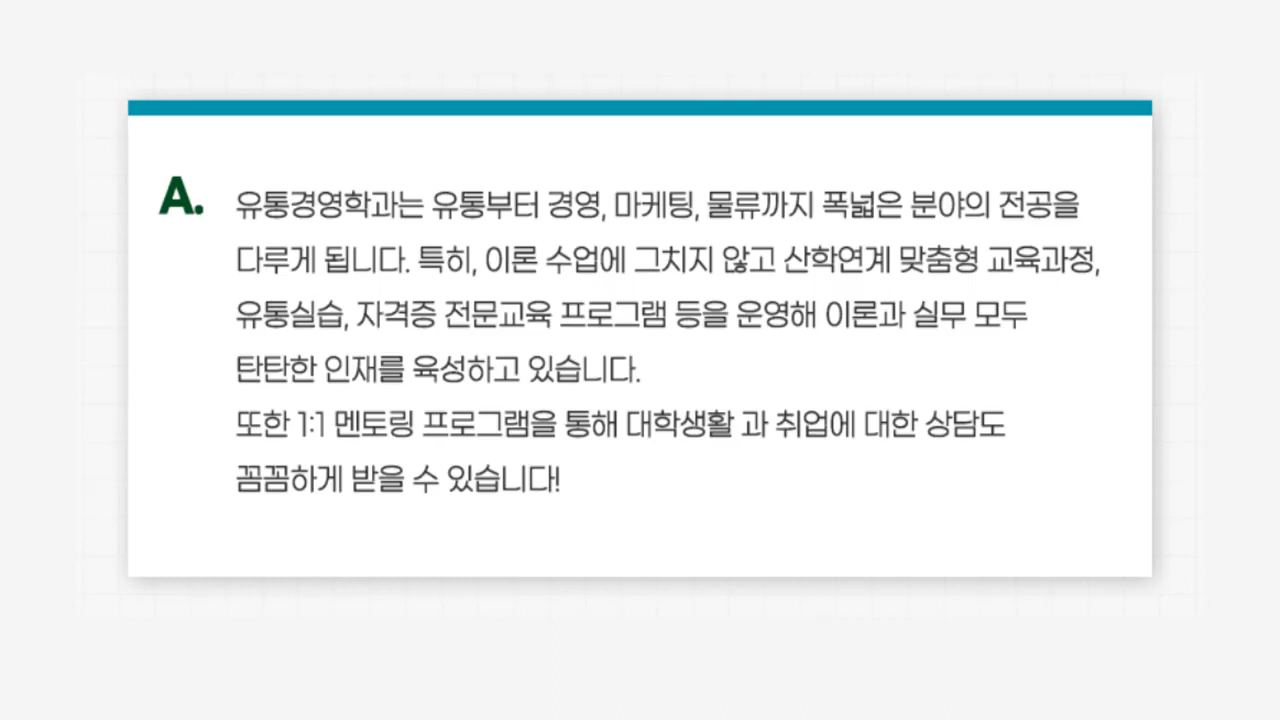 A. 유통경영학과는 유통부터 경영, 마케팅, 물류까지 폭넓은 분야의 전공을
다루게 됩니다. 특히, 이론 수업에 그치지 않고 산학연계 맞춤형 교육과정,
유통실습, 자격증 전문교육 프로그램 등을 운영해 이론과 실무 모두
탄탄한 인재를 육성하고 있습니다.
또한 1:1 멘토링 프로그램을 통해 대학생활 과 취업에 대한 상담도
꼼꼼하게 받을 수 있습니다!